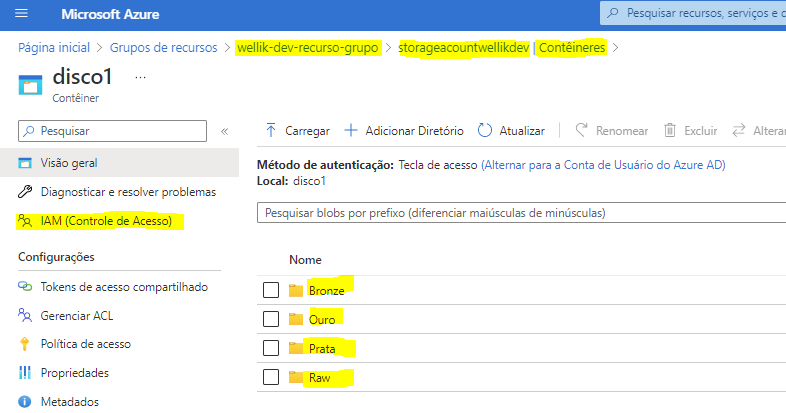 Microsoft Azure
Pesquisar recursos, serviços e d
Página inicial > Grupos de recursos > wellik-dev-recurso-grupo > storageacountwellikdev | Contêineres >
disco1 ...
Contêiner
Pesquisar
Carregar
Adicionar Diretório
Atualizar
Renomear
Excluir
Alterar
Visão geral
Diagnosticar e resolver problemas
IAM (Controle de Acesso)
Configurações
Tokens de acesso compartilhado
Gerenciar ACL
Política de acesso
Propriedades
Metadados
Método de autenticação: Tecla de acesso (Alternar para a Conta de Usuário do Azure AD)
Local: disco1
Pesquisar blobs por prefixo (diferenciar maiúsculas de minúsculas)
Nome
Bronze
Ouro
Prata
Raw